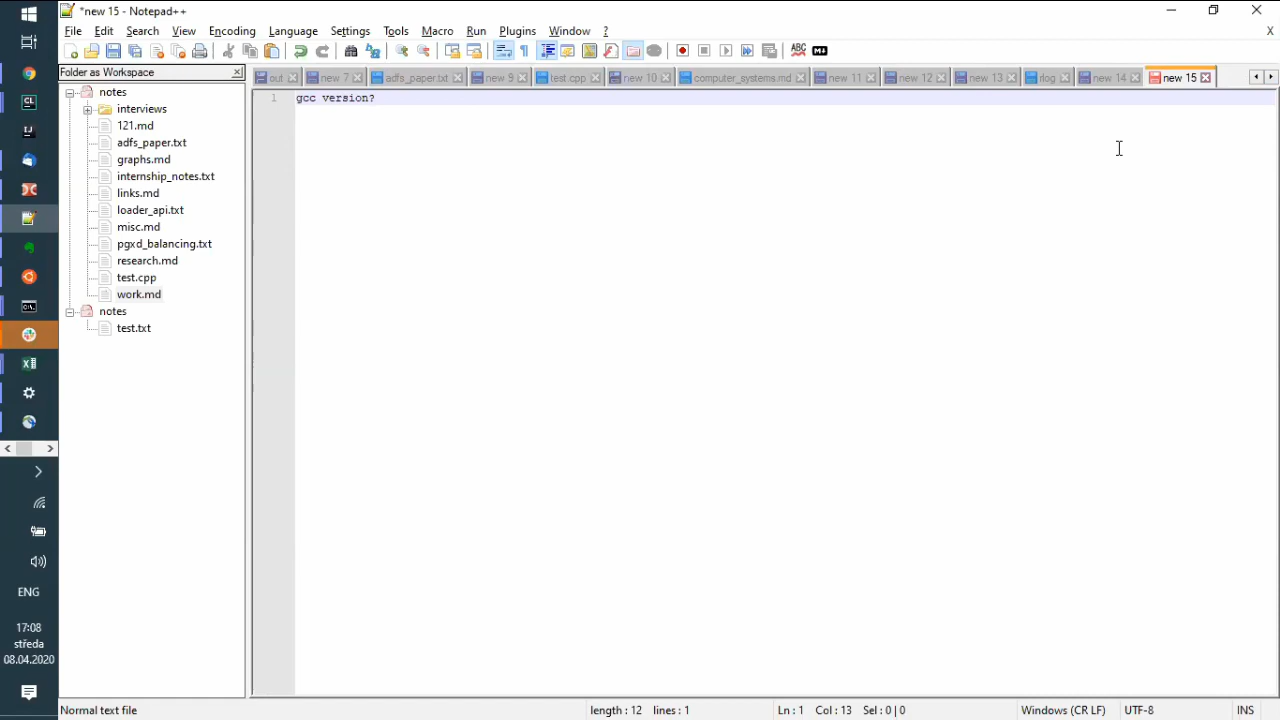 *new 15 - Notepad++
File Edit Search View Encoding Language Settings Tools Macro Run Plugins Window ? X
Folder as Workspace
out new 7 adfs_paper.txt new 9 test.cpp new 10 computer_systems.md new 11 new 12 new 13 rlog new 14 new 15
notes
interviews
121.md
adfs_paper.txt
graphs.md
internship_notes.txt
links.md
loader_api.txt
misc.md
pgxd_balancing.txt
research.md
test.cpp
work.md
notes
test.txt
1 gcc version?
ABC
M↓
CL
IJ
C:\.
ENG
17:08
středa
08.04.2020
Normal text file length : 12 lines : 1 Ln : 1 Col : 13 Sel : 0 | 0 Windows (CR LF) UTF-8 INS